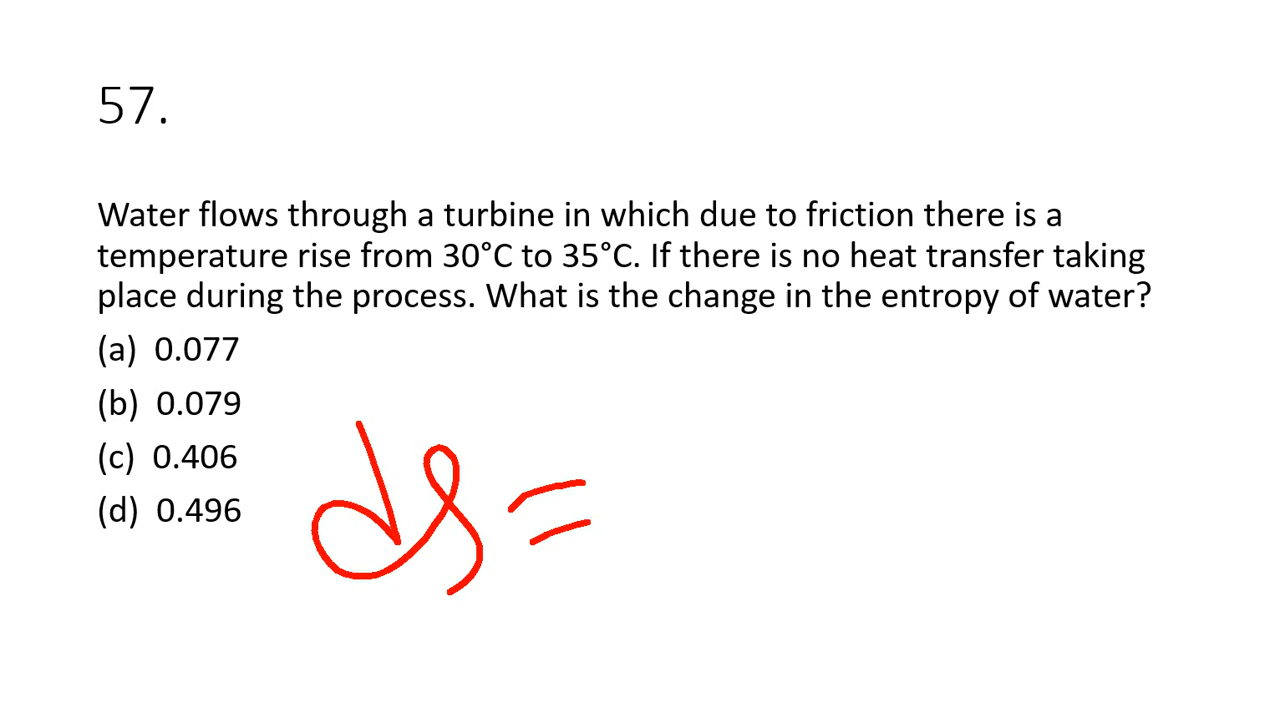 57.
Water flows through a turbine in which due to friction there is a
temperature rise from 30°C to 35°C. If there is no heat transfer taking
place during the process. What is the change in the entropy of water?
(a) 0.077
(b) 0.079
(c) 0.406
(d) 0.496
ds =